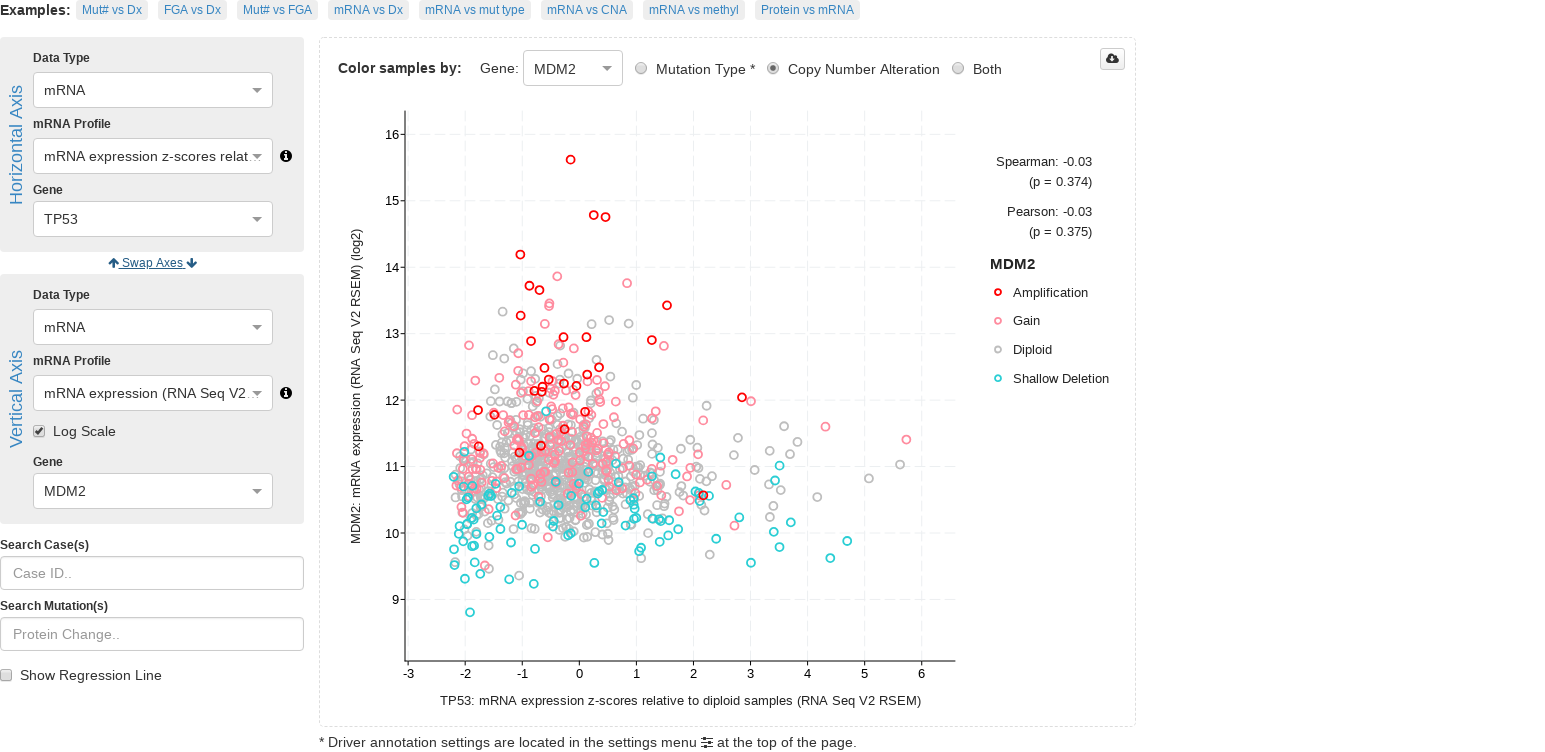 Examples: Mut# vs Dx FGA vs Dx Mut# vs FGA mRNA vs Dx mRNA vs mut type mRNA vs CNA mRNA vs methyl Protein vs mRNA
Horizontal Axis
Data Type
mRNA
mRNA Profile
mRNA expression z-scores relat...
Gene
TP53
Swap Axes
Vertical Axis
Data Type
mRNA
mRNA Profile
mRNA expression (RNA Seq V2...
Log Scale
Gene
MDM2
Search Case(s)
Case ID..
Search Mutation(s)
Protein Change..
Show Regression Line
Color samples by: Gene: MDM2 Mutation Type * Copy Number Alteration Both
MDM2: mRNA expression (RNA Seq V2 RSEM) (log2)
16
15
14
13
12
11
10
9
-3 -2 -1 0 1 2 3 4 5 6
TP53: mRNA expression z-scores relative to diploid samples (RNA Seq V2 RSEM)
Spearman: -0.03
(p = 0.374)
Pearson: -0.03
(p = 0.375)
MDM2
Amplification
Gain
Diploid
Shallow Deletion
* Driver annotation settings are located in the settings menu at the top of the page.